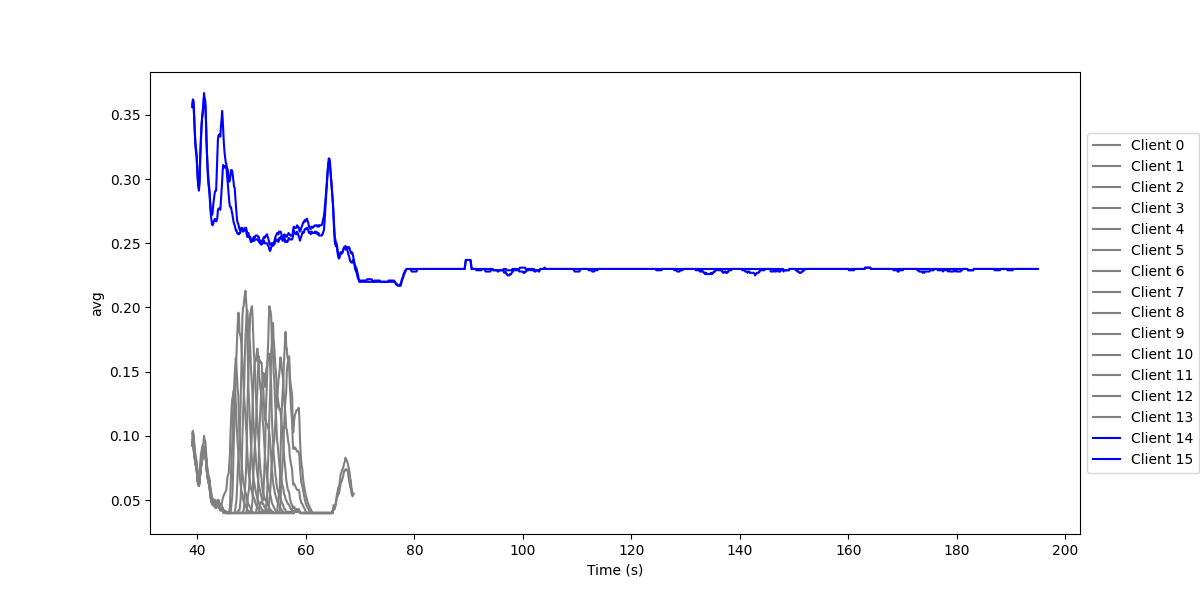 avg
0.35
0.30
0.25
0.20
0.15
0.10
0.05
40
60
80
100
120
140
160
180
200
Time (s)
Client 0
Client 1
Client 2
Client 3
Client 4
Client 5
Client 6
Client 7
Client 8
Client 9
Client 10
Client 11
Client 12
Client 13
Client 14
Client 15